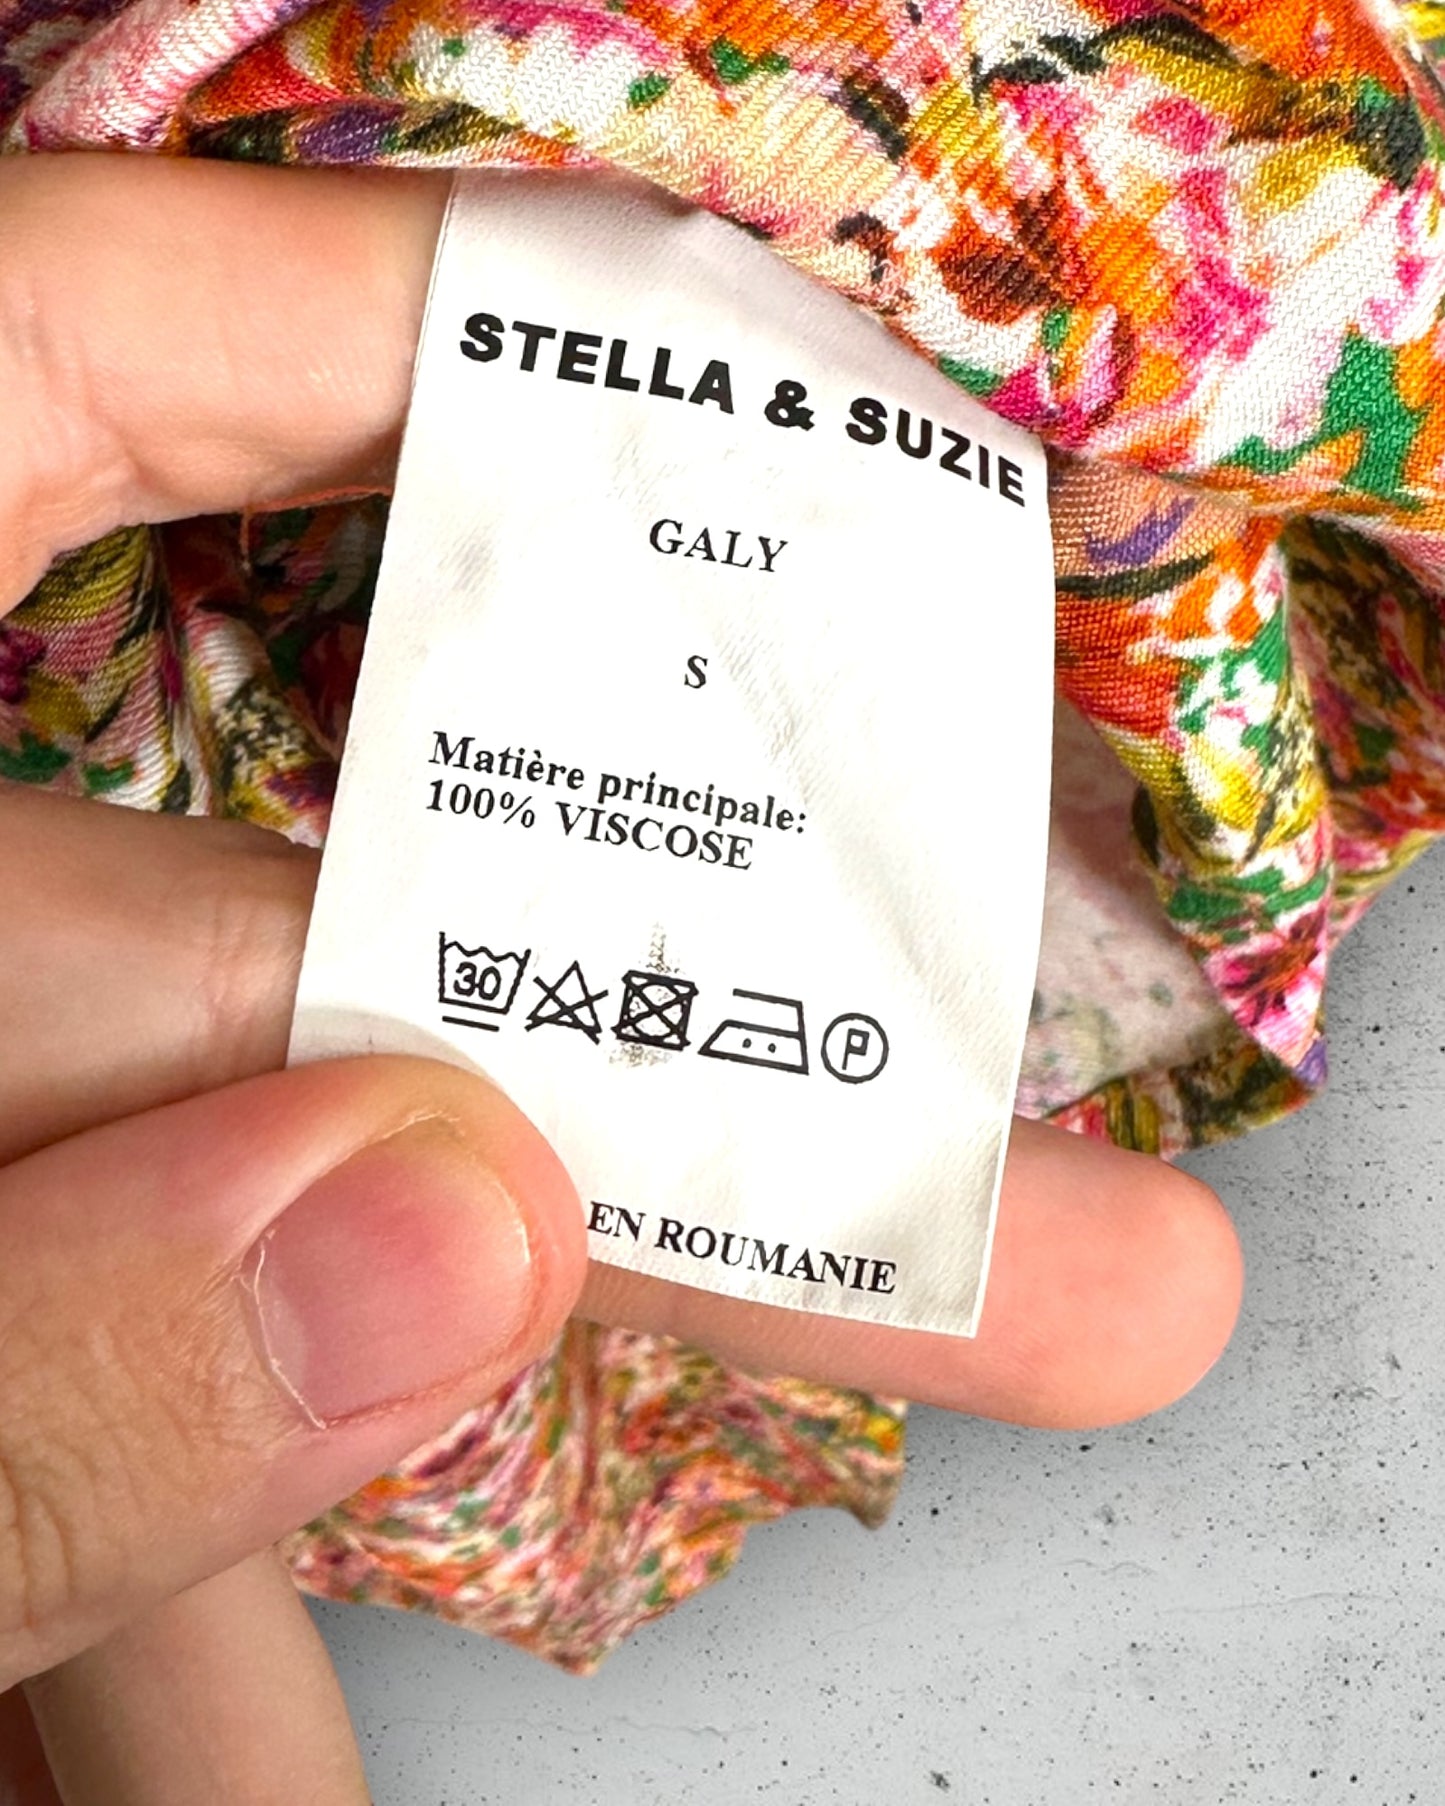 STELLA & SUZIE
GALY
S
Matière principale:
100% VISCOSE
30
P
EN ROUMANIE